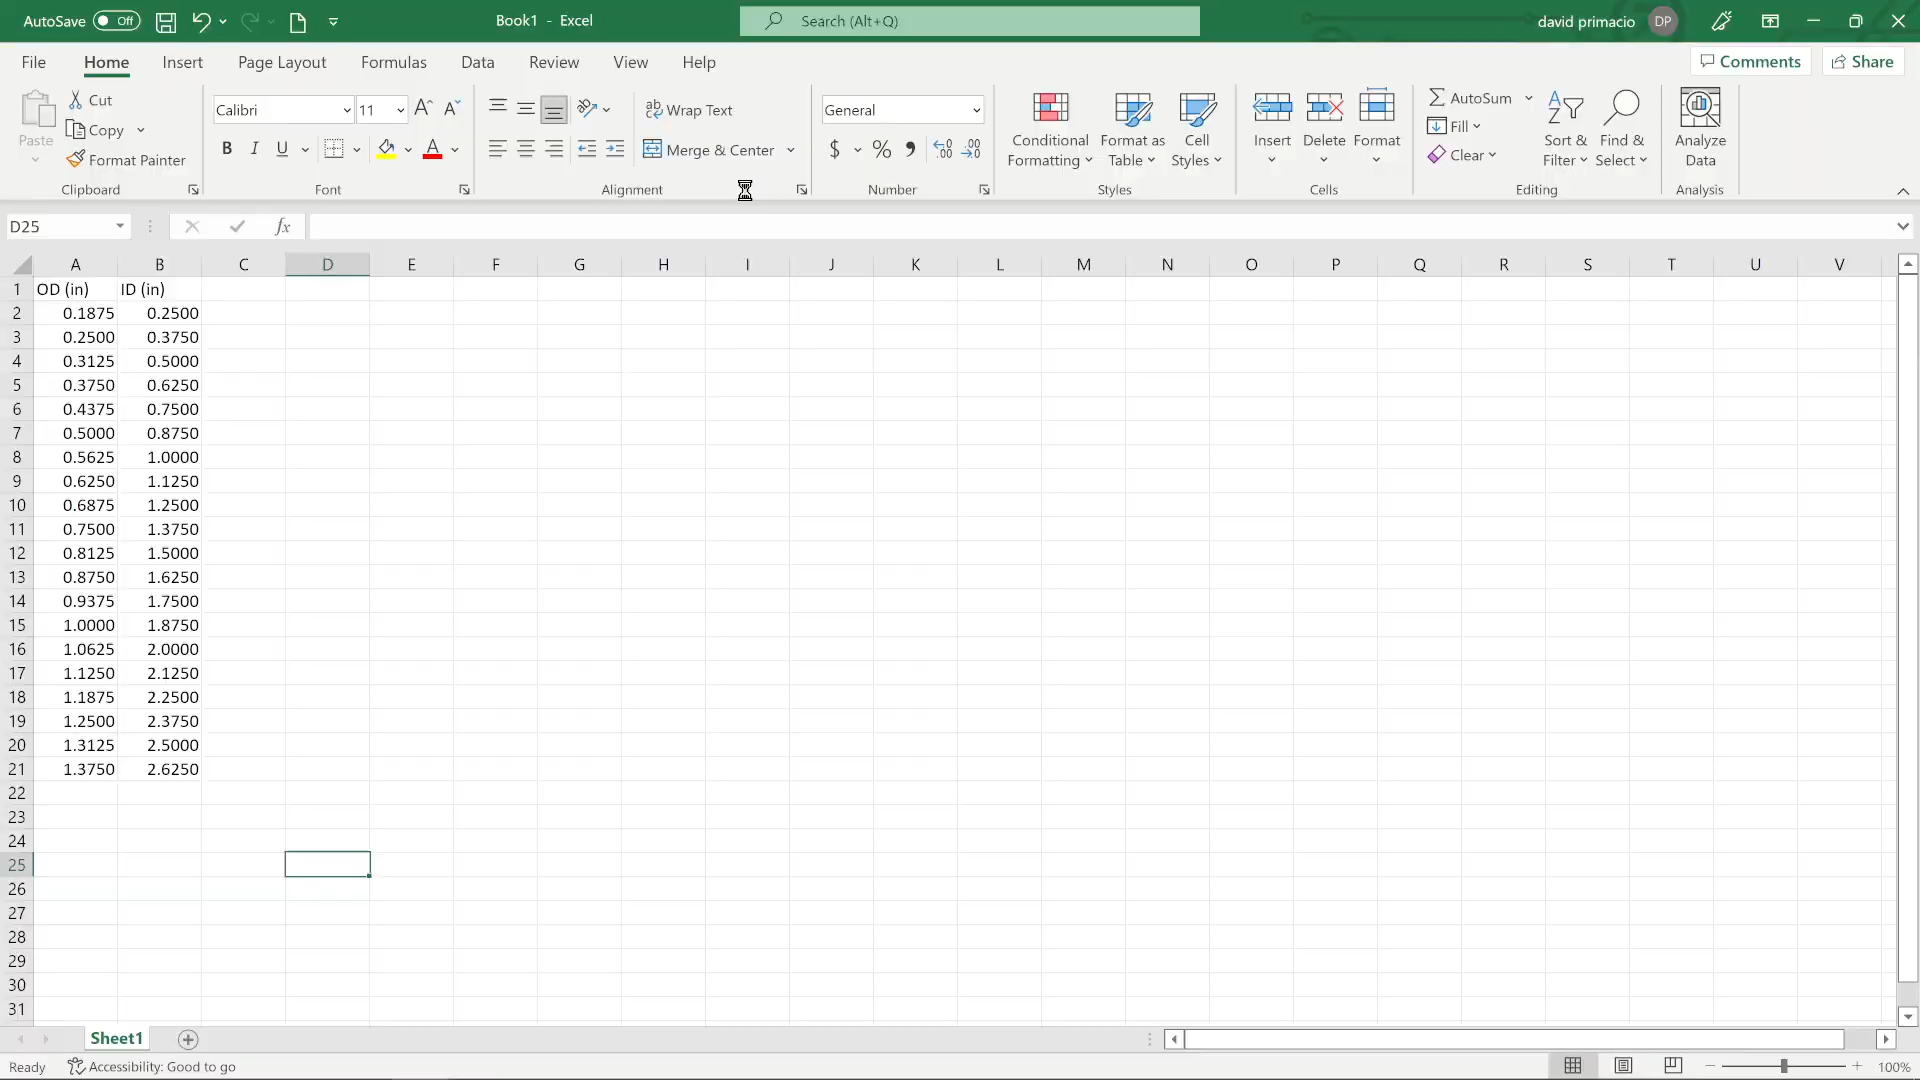 AutoSave Off Book1 - Excel Search (Alt+Q) david primacio DP
File Home Insert Page Layout Formulas Data Review View Help Comments Share
Paste Cut Copy Format Painter Clipboard
Calibri 11 B I U A Font
ab Wrap Text Merge & Center Alignment
General $ % Number
Conditional Formatting Format as Table Cell Styles Styles
Insert Delete Format Cells
AutoSum Fill Clear Sort & Filter Find & Select Editing
Analyze Data Analysis
D25 fx
A B C D E F G H I J K L M N O P Q R S T U V
1 OD (in) ID (in)
2 0.1875 0.2500
3 0.2500 0.3750
4 0.3125 0.5000
5 0.3750 0.6250
6 0.4375 0.7500
7 0.5000 0.8750
8 0.5625 1.0000
9 0.6250 1.1250
10 0.6875 1.2500
11 0.7500 1.3750
12 0.8125 1.5000
13 0.8750 1.6250
14 0.9375 1.7500
15 1.0000 1.8750
16 1.0625 2.0000
17 1.1250 2.1250
18 1.1875 2.2500
19 1.2500 2.3750
20 1.3125 2.5000
21 1.3750 2.6250
22
23
24
25
26
27
28
29
30
31
Sheet1
Ready Accessibility: Good to go 100%